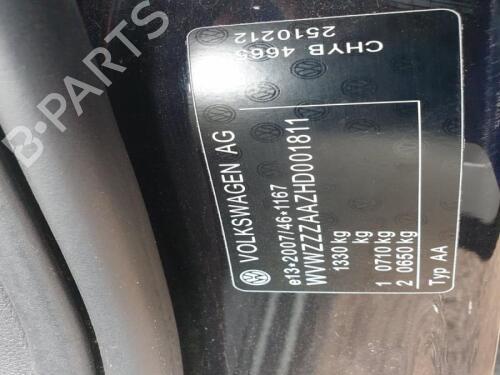 VOLKSWAGEN AG
e13*2007/46*1167
WVWZZZAAZHD001811
1330 kg
kg
1 0710 kg
2 0650 kg
Typ AA
CHYB 4665
2510212
B-PARTS